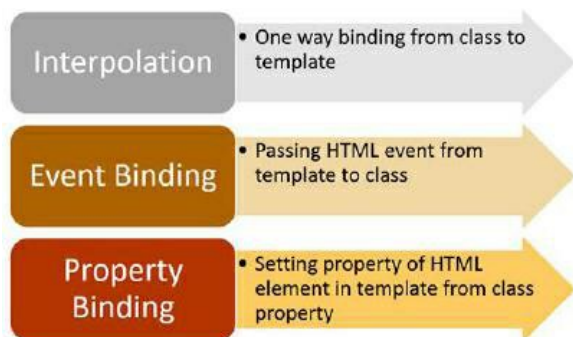 Interpolation
• One way binding from class to
template
Event Binding
• Passing HTML event from
template to class
Property
Binding
• Setting property of HTML
element in template from class
property